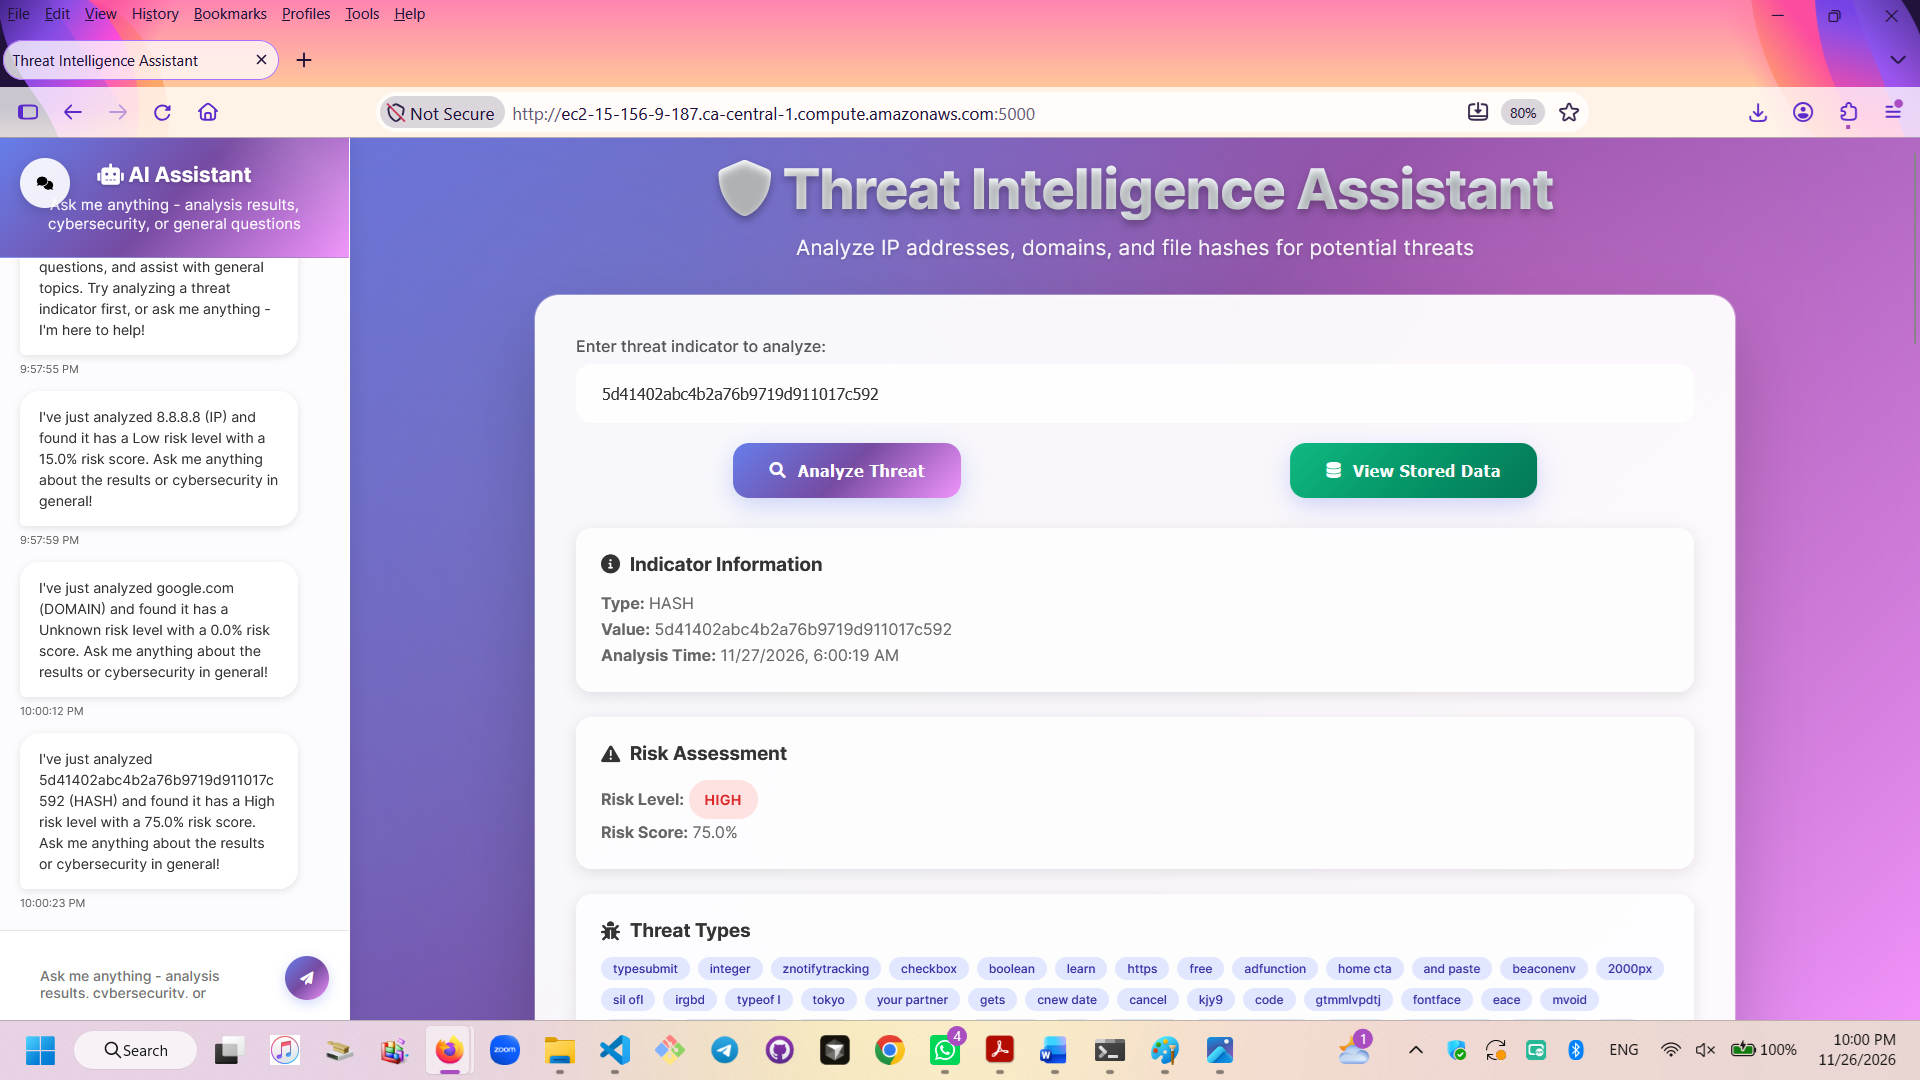 File Edit View History Bookmarks Profiles Tools Help
Threat Intelligence Assistant
Not Secure http://ec2-15-156-9-187.ca-central-1.compute.amazonaws.com:5000
80%
AI Assistant
Ask me anything - analysis results,
cybersecurity, or general questions
questions, and assist with general
topics. Try analyzing a threat
indicator first, or ask me anything -
I'm here to help!
9:57:55 PM
I've just analyzed 8.8.8.8 (IP) and
found it has a Low risk level with a
15.0% risk score. Ask me anything
about the results or cybersecurity in
general!
9:57:59 PM
I've just analyzed google.com
(DOMAIN) and found it has a
Unknown risk level with a 0.0% risk
score. Ask me anything about the
results or cybersecurity in general!
10:00:12 PM
I've just analyzed
5d41402abc4b2a76b9719d911017c
592 (HASH) and found it has a High
risk level with a 75.0% risk score.
Ask me anything about the results
or cybersecurity in general!
10:00:23 PM
Ask me anything - analysis
results, cybersecurity, or
Threat Intelligence Assistant
Analyze IP addresses, domains, and file hashes for potential threats
Enter threat indicator to analyze:
5d41402abc4b2a76b9719d911017c592
Analyze Threat
View Stored Data
Indicator Information
Type: HASH
Value: 5d41402abc4b2a76b9719d911017c592
Analysis Time: 11/27/2026, 6:00:19 AM
Risk Assessment
Risk Level: HIGH
Risk Score: 75.0%
Threat Types
typesubmit integer znotifytracking checkbox boolean learn https free adfunction home cta and paste beaconenv 2000px
sil ofl irgbd typeof l tokyo your partner gets cnew date cancel kjy9 code gtmmlvpdtj fontface eace mvoid
Search
zoom
4
1
ENG
100%
10:00 PM
11/26/2026